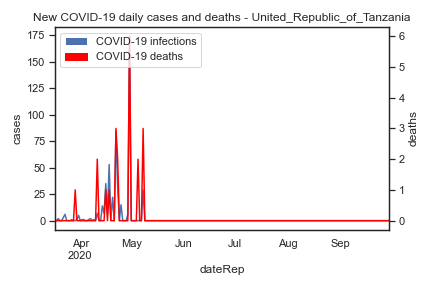 New COVID-19 daily cases and deaths - United_Republic_of_Tanzania
COVID-19 infections
COVID-19 deaths
175
150
125
100
75
50
25
0
cases
6
5
4
3
2
1
0
deaths
Apr
2020
May
Jun
Jul
Aug
Sep
dateRep